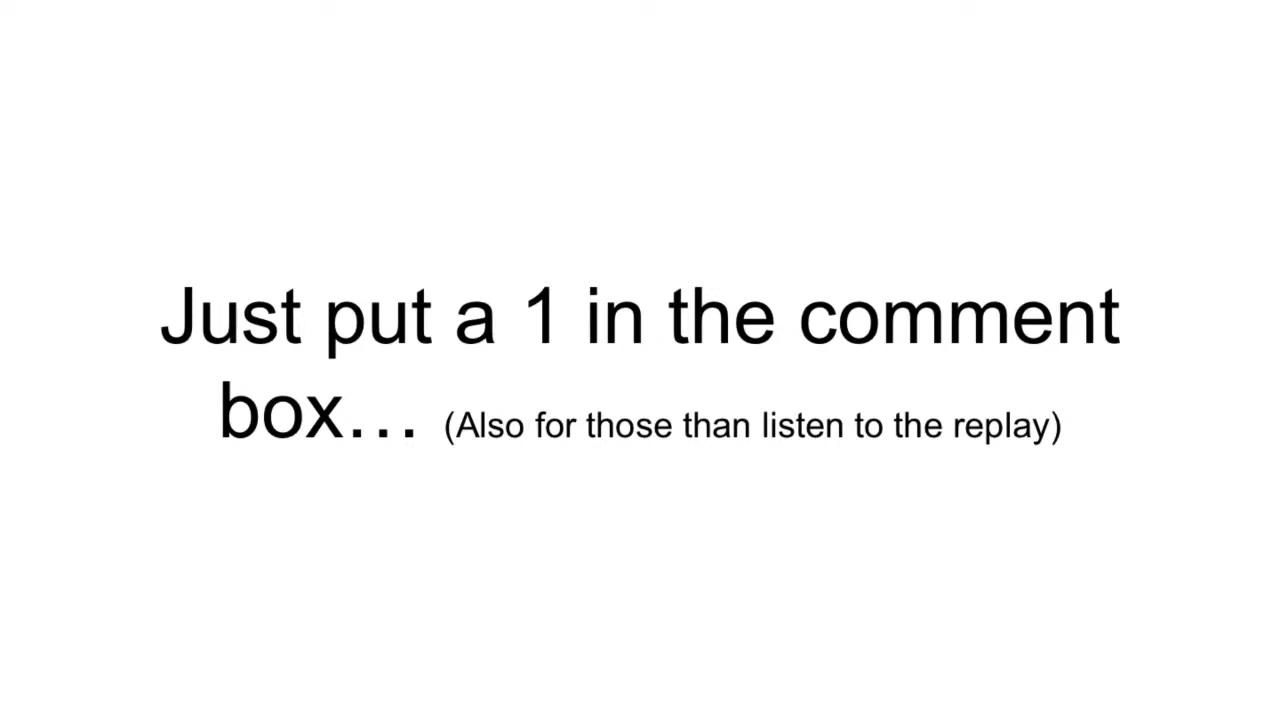 Just put a 1 in the comment
box… (Also for those than listen to the replay)